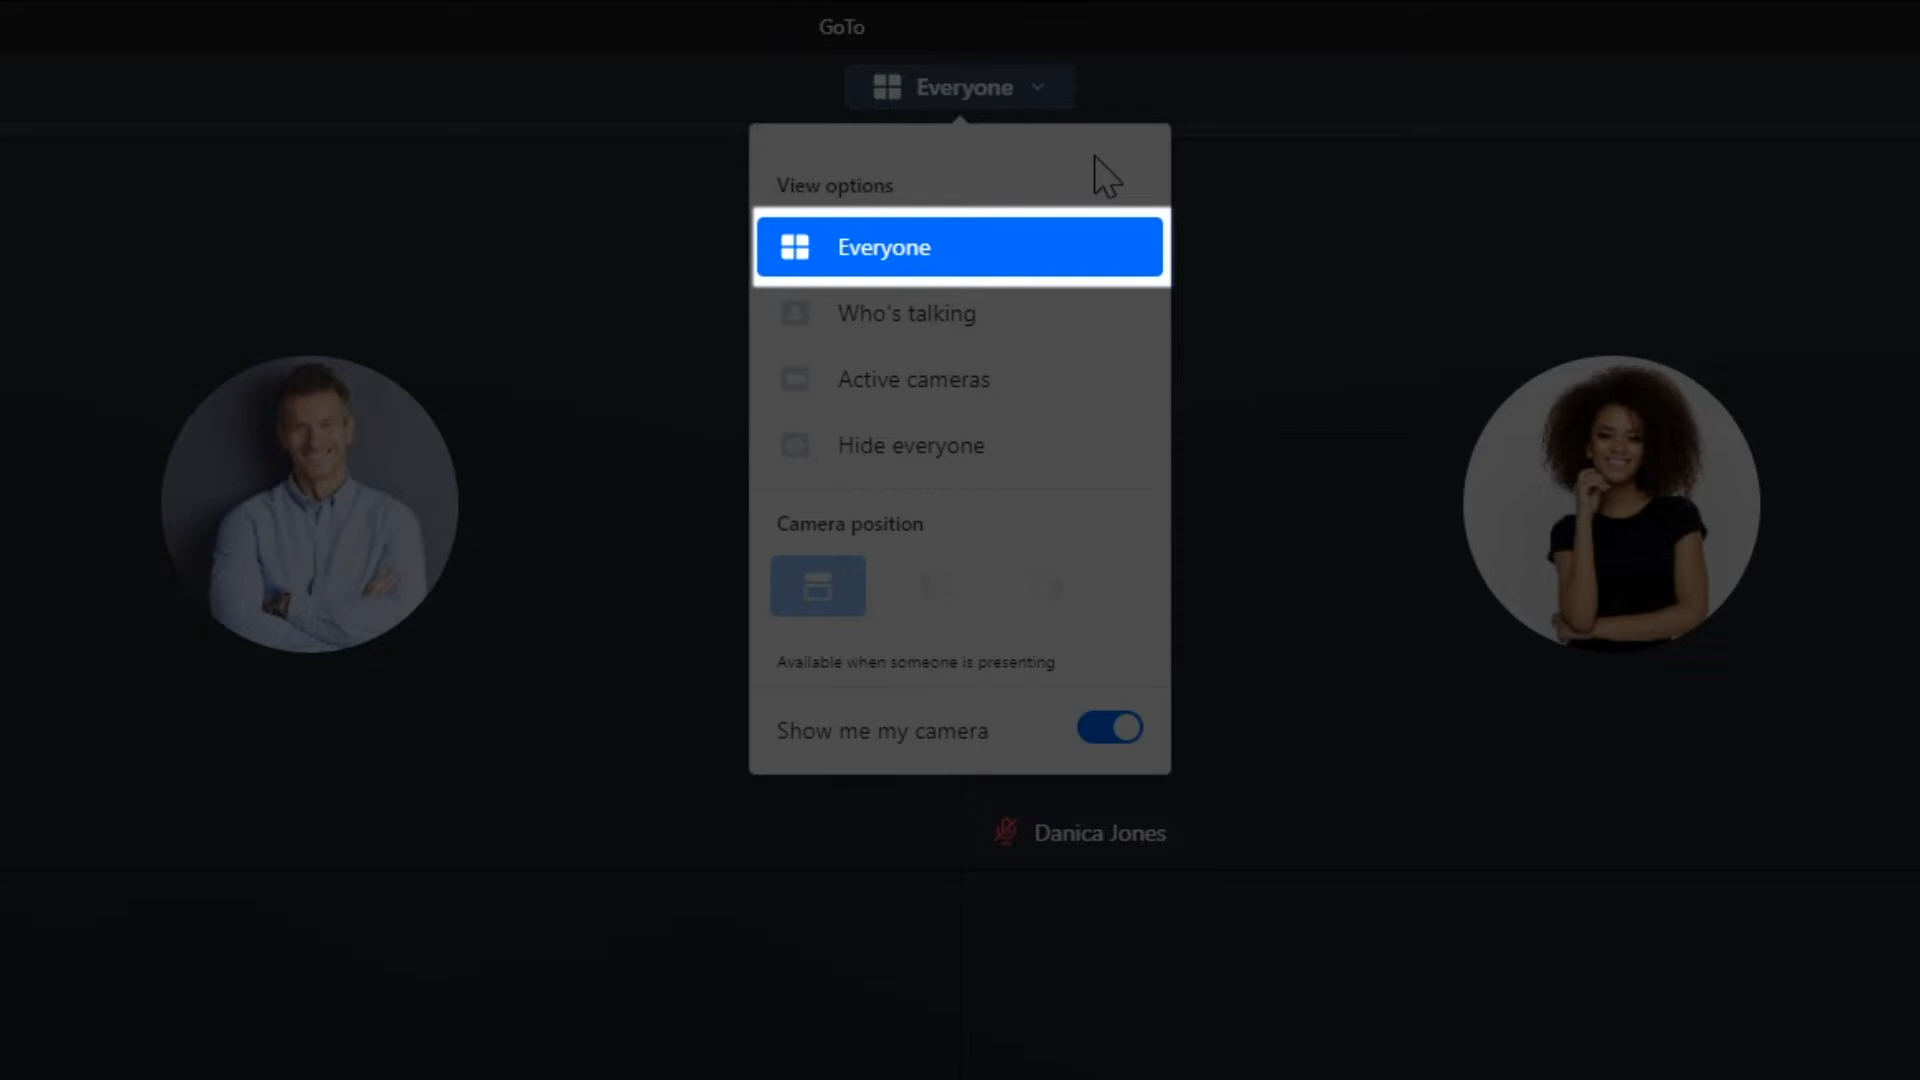 GoTo
Everyone
View options
Everyone
Who's talking
Active cameras
Hide everyone
Camera position
Available when someone is presenting
Show me my camera
Danica Jones